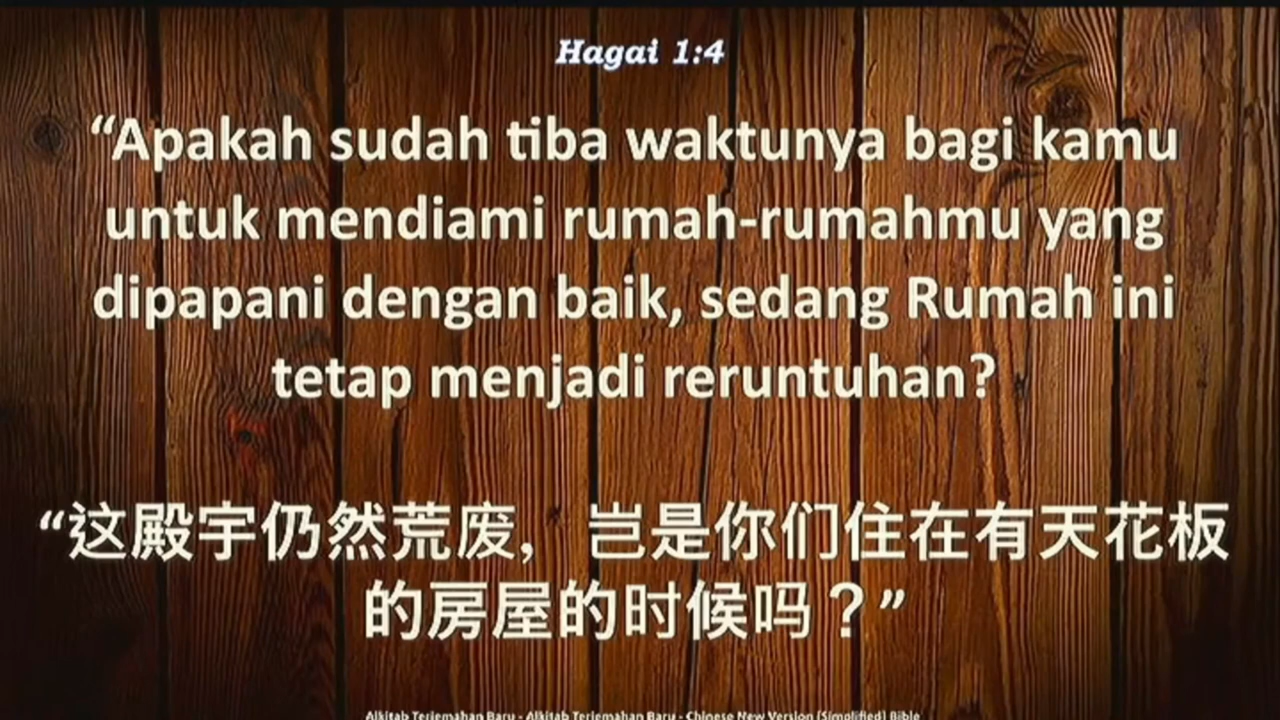 Hagai 1:4
“Apakah sudah tiba waktunya bagi kamu
untuk mendiami rumah-rumahmu yang
dipapani dengan baik, sedang Rumah ini
tetap menjadi reruntuhan?
“这殿宇仍然荒废, 岂是你们住在有天花板
的房屋的时候吗？”
Alkitab Terjemahan Baru - Alkitab Terjemahan Baru - Chinese New Version (Simplified) Bible